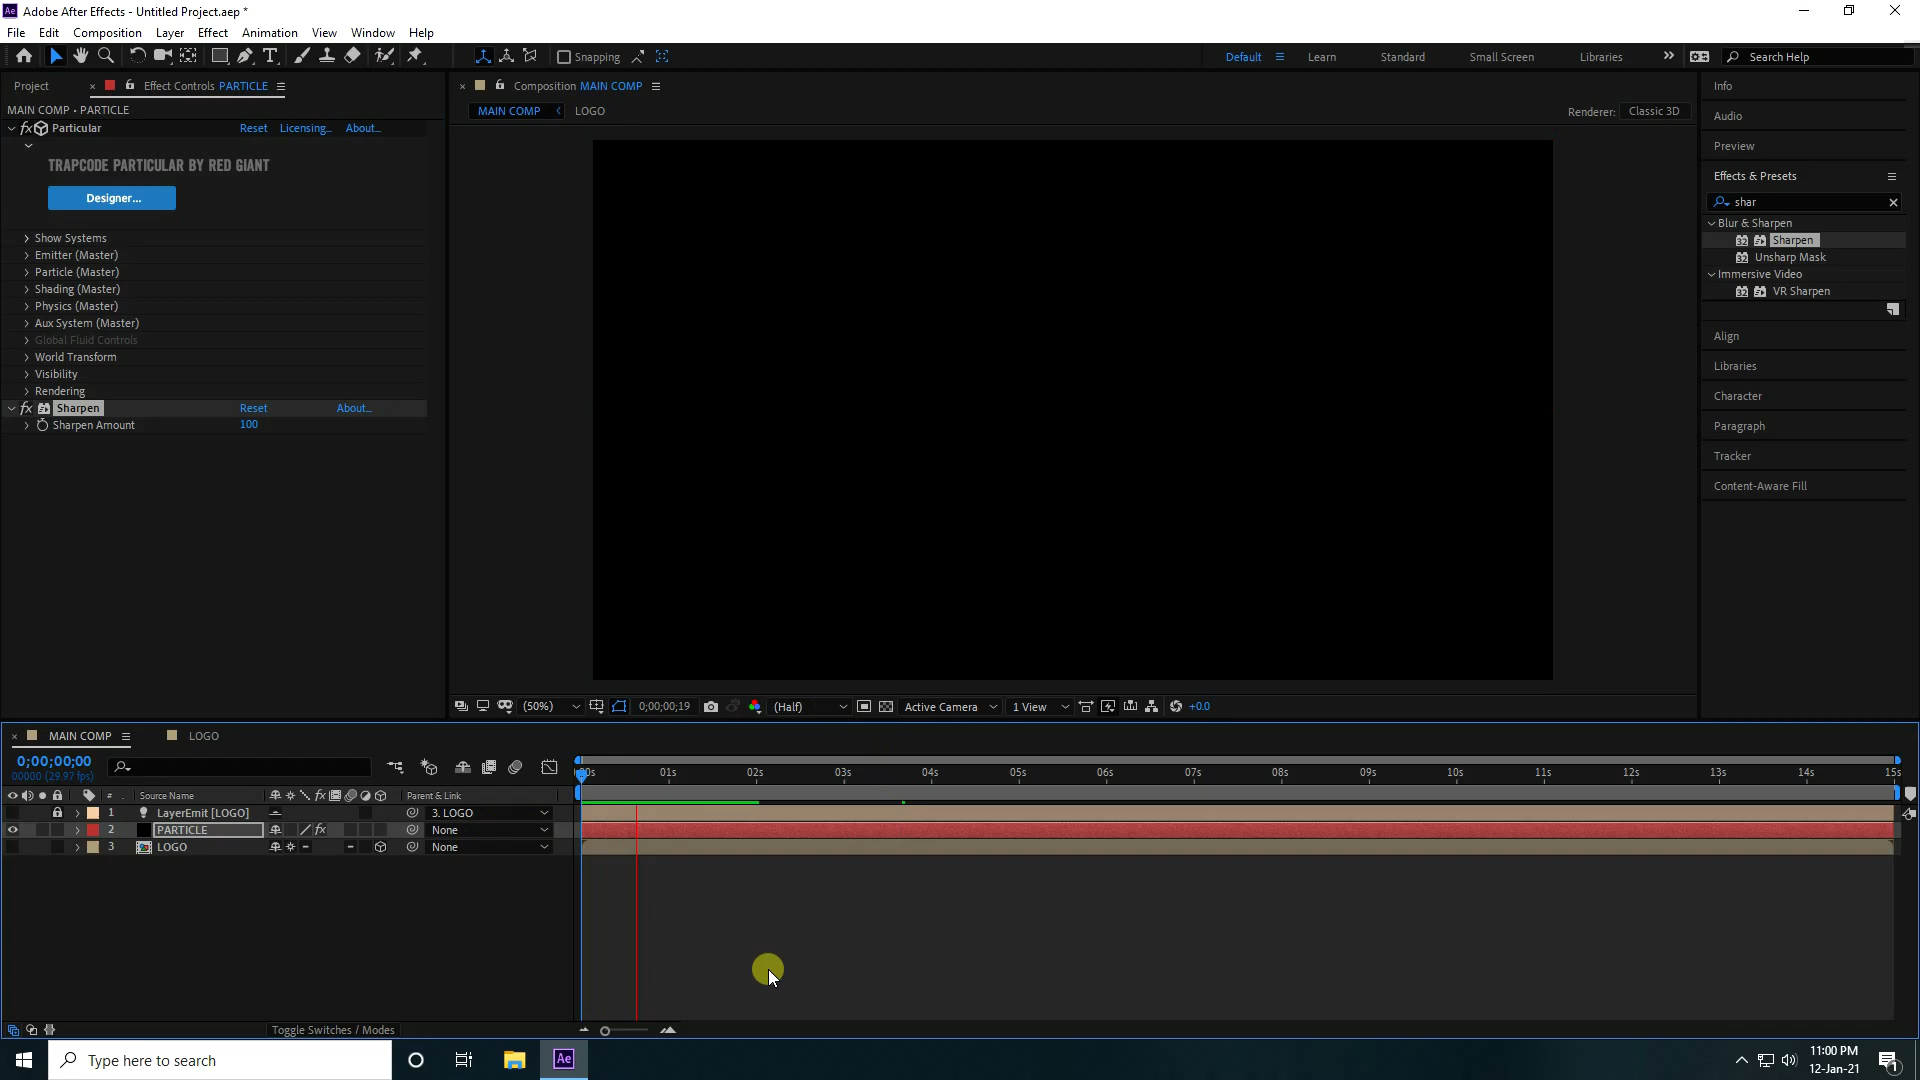 Adobe After Effects - Untitled Project.aep *
File Edit Composition Layer Effect Animation View Window Help
Snapping
Default Learn Standard Small Screen Libraries Search Help
Project Effect Controls PARTICLE
Composition MAIN COMP
Info
MAIN COMP • PARTICLE
MAIN COMP LOGO
Renderer: Classic 3D
Audio
Particular Reset Licensing... About...
Preview
TRAPCODE PARTICULAR BY RED GIANT
Designer...
Effects & Presets
shar
Blur & Sharpen
Sharpen
Unsharp Mask
Immersive Video
VR Sharpen
Show Systems
Emitter (Master)
Particle (Master)
Shading (Master)
Physics (Master)
Aux System (Master)
Global Fluid Controls
World Transform
Visibility
Rendering
Sharpen Reset About...
Sharpen Amount 100
Align
Libraries
Character
Paragraph
Tracker
Content-Aware Fill
(50%) 0;00;00;19 (Half) Active Camera 1 View +0.0
MAIN COMP LOGO
0;00;00;00
00000 (29.97 fps)
00s 01s 02s 03s 04s 05s 06s 07s 08s 09s 10s 11s 12s 13s 14s 15s
# Source Name Parent & Link
1 LayerEmit [LOGO] 3. LOGO
2 PARTICLE fx None
3 LOGO None
Toggle Switches / Modes
Type here to search
Ae
11:00 PM
12-Jan-21
1